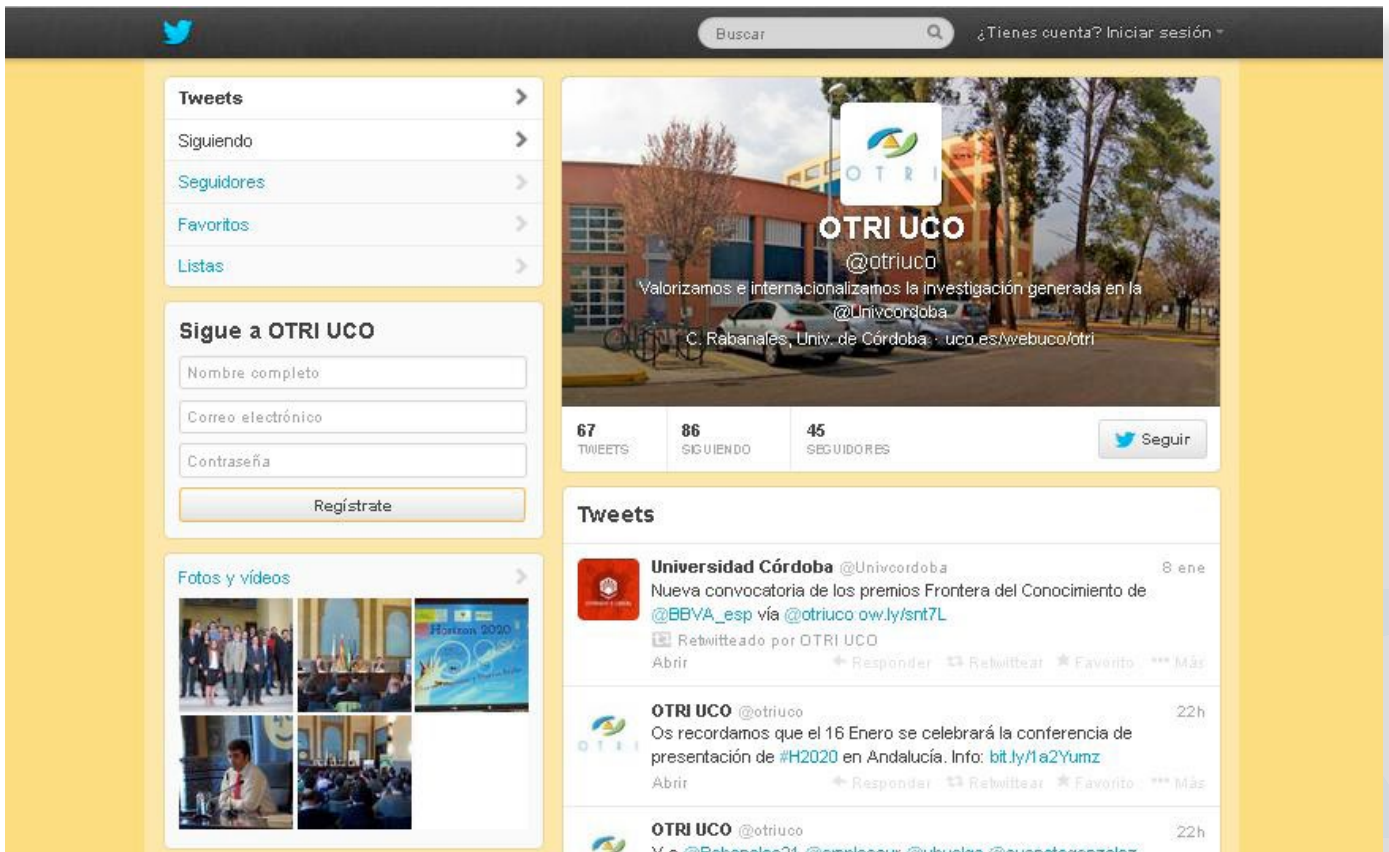 Buscar
¿Tienes cuenta? Iniciar sesión
Tweets
Siguiendo
Seguidores
Favoritos
Listas
Sigue a OTRI UCO
Nombre completo
Correo electrónico
Contraseña
Regístrate
Fotos y vídeos
Horizon 2020
OTRI
OTRI UCO
@otriuco
Valorizamos e internacionalizamos la investigación generada en la
@Univcordoba
C. Rabanales, Univ. de Córdoba · uco.es/webuco/otri
67 86 45
TWEETS SIGUIENDO SEGUIDORES
Seguir
Tweets
Universidad Córdoba @Univcordoba 8 ene
Nueva convocatoria de los premios Frontera del Conocimiento de
@BBVA_esp vía @otriuco ow.ly/snt7L
Retwitteado por OTRI UCO
Abrir Responder Retwittear Favorito Más
OTRI UCO @otriuco 22h
OTRI
Os recordamos que el 16 Enero se celebrará la conferencia de
presentación de #H2020 en Andalucía. Info: bit.ly/1a2Yumz
Abrir Responder Retwittear Favorito Más
OTRI UCO @otriuco 22h